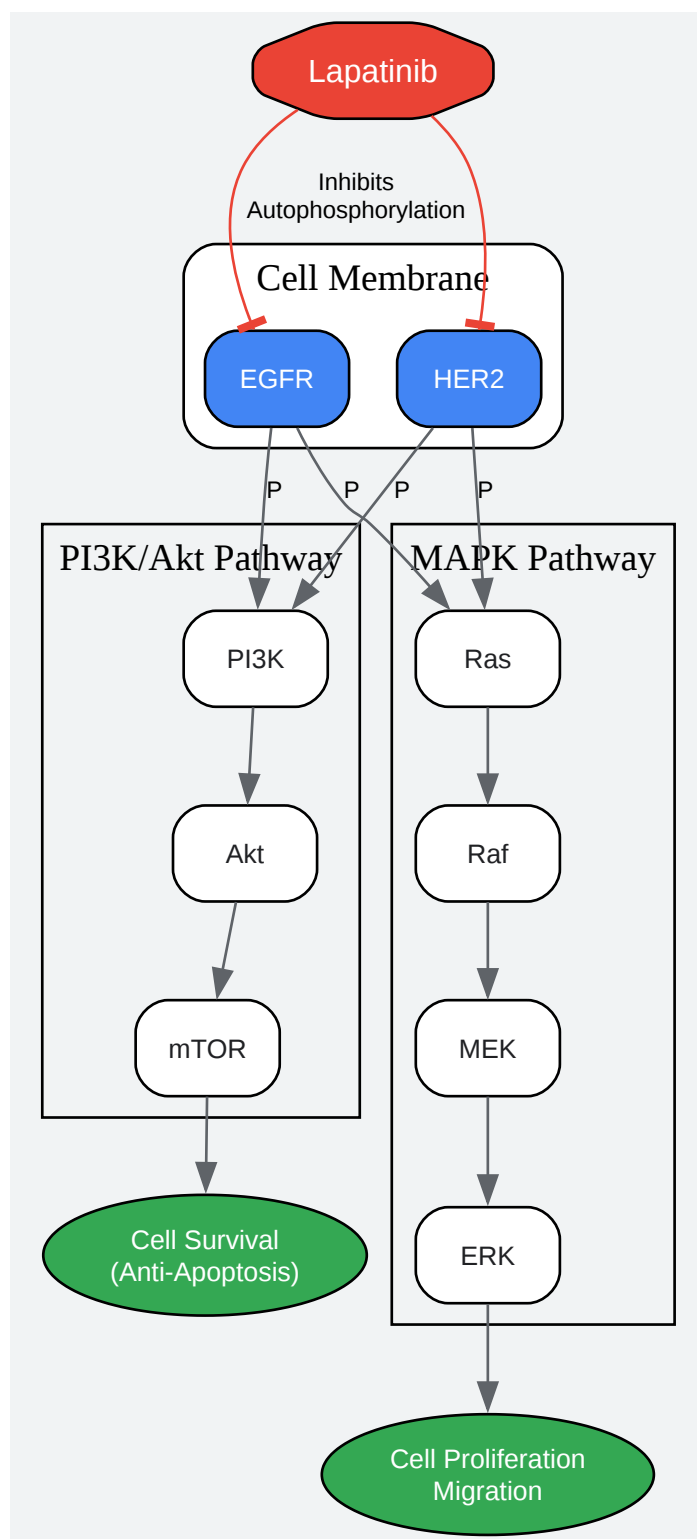 Lapatinib
Inhibits
Autophosphorylation
Cell Membrane
EGFR
HER2
P
P
P
P
PI3K/Akt Pathway
MAPK Pathway
PI3K
Ras
Akt
Raf
mTOR
MEK
Cell Survival
(Anti-Apoptosis)
ERK
Cell Proliferation
Migration